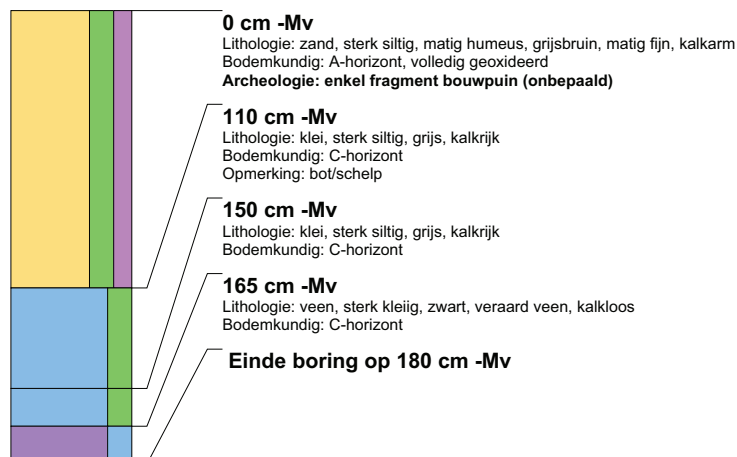 0 cm -Mv
Lithologie: zand, sterk siltig, matig humeus, grijsbruin, matig fijn, kalkarm
Bodemkundig: A-horizont, volledig geoxideerd
Archeologie: enkel fragment bouwpuin (onbepaald)
110 cm -Mv
Lithologie: klei, sterk siltig, grijs, kalkrijk
Bodemkundig: C-horizont
Opmerking: bot/schelp
150 cm -Mv
Lithologie: klei, sterk siltig, grijs, kalkrijk
Bodemkundig: C-horizont
165 cm -Mv
Lithologie: veen, sterk kleiig, zwart, veraard veen, kalkloos
Bodemkundig: C-horizont
Einde boring op 180 cm -Mv